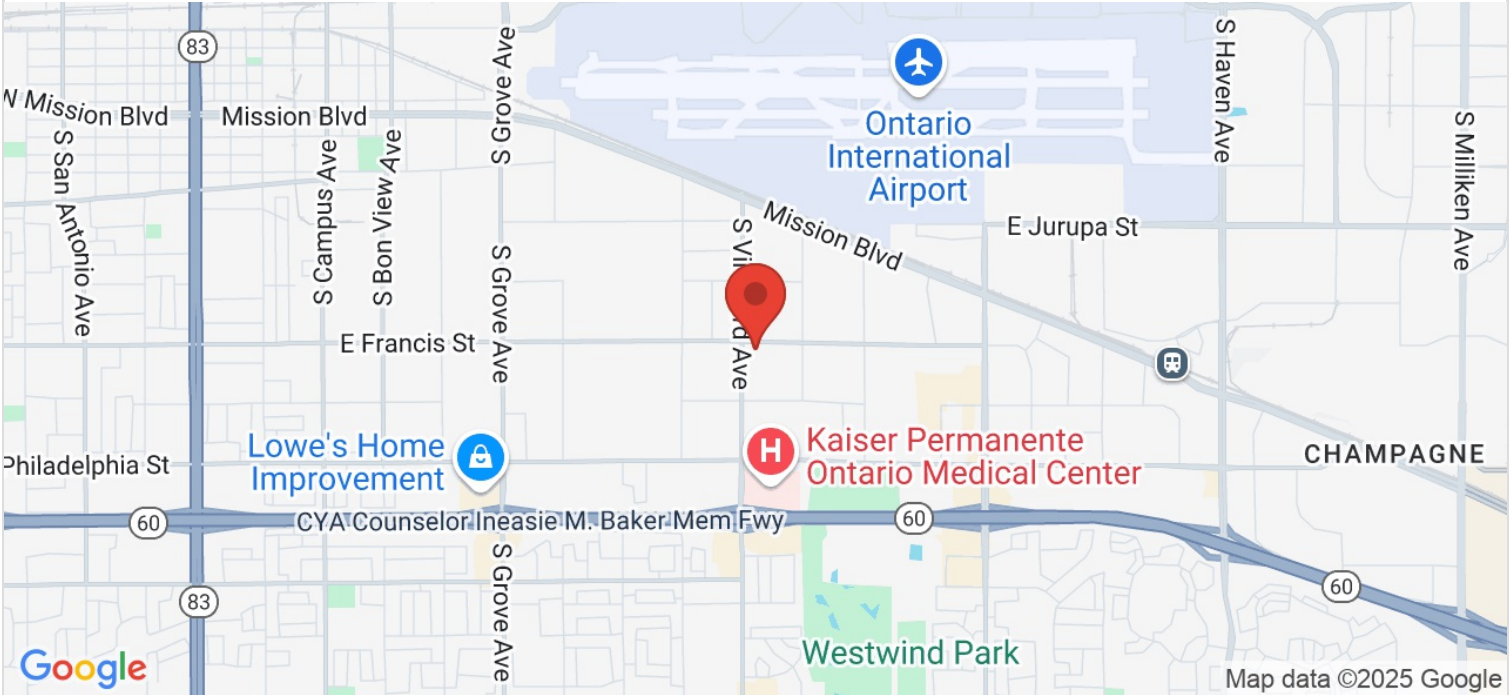 83
S Grove Ave
S Haven Ave
N Mission Blvd
Mission Blvd
S San Antonio Ave
S Campus Ave
S Bon View Ave
Ontario
International
Airport
S Milliken Ave
Mission Blvd
E Jurupa St
S Grove Ave
E Francis St
Ave
Lowe's Home
Improvement
H
Kaiser Permanente
Ontario Medical Center
CHAMPAGNE
Philadelphia St
60
CYA Counselor Ineasie M. Baker Mem Fwy
60
S Grove Ave
60
83
Westwind Park
Google
Map data ©2025 Google